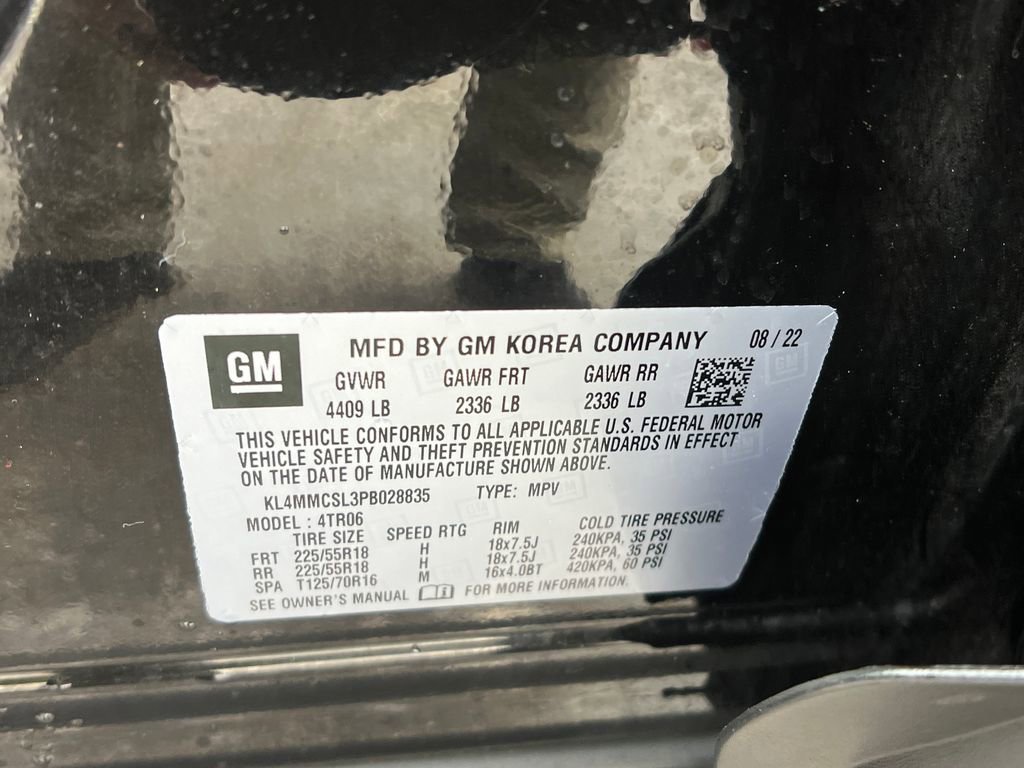 GM
MFD BY GM KOREA COMPANY 08 / 22
GVWR GAWR FRT GAWR RR
4409 LB 2336 LB 2336 LB
THIS VEHICLE CONFORMS TO ALL APPLICABLE U.S. FEDERAL MOTOR
VEHICLE SAFETY AND THEFT PREVENTION STANDARDS IN EFFECT
ON THE DATE OF MANUFACTURE SHOWN ABOVE.
KL4MMCSL3PB028835 TYPE: MPV
MODEL : 4TR06
TIRE SIZE SPEED RTG RIM COLD TIRE PRESSURE
FRT 225/55R18 H 18x7.5J 240KPA, 35 PSI
RR 225/55R18 H 18x7.5J 240KPA, 35 PSI
SPA T125/70R16 M 16x4.0BT 420KPA, 60 PSI
SEE OWNER'S MANUAL FOR MORE INFORMATION.